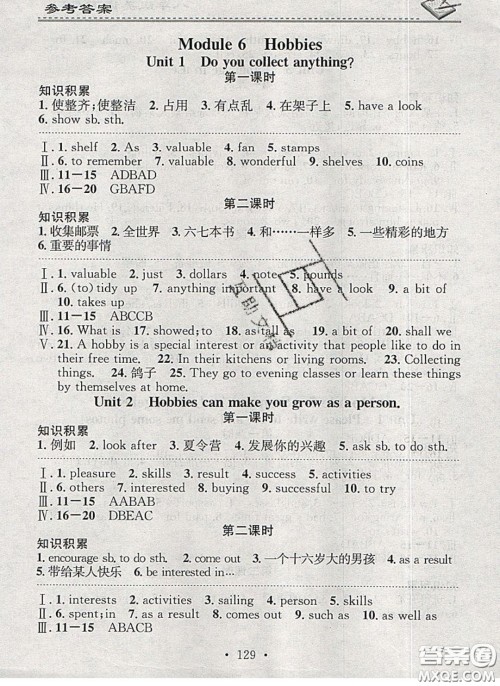 参考答案
Module 6 Hobbies
Unit 1 Do you collect anything?
第一课时
知识积累
1. 使整齐;使整洁 2. 占用 3. 有点乱 4. 在架子上 5. have a look
6. show sb. sth.
Ⅰ. 1. shelf 2. As 3. valuable 4. fan 5. stamps
Ⅱ. 6. to remember 7. valuable 8. wonderful 9. shelves 10. coins
Ⅲ. 11—15 ADBAD
Ⅳ. 16—20 GBAFD
第二课时
知识积累
1. 收集邮票 2. 全世界 3. 六七本书 4. 和……一样多 5. 一些精彩的地方
6. 重要的事情
Ⅰ. 1. valuable 2. just 3. dollars 4. note 5. pounds
Ⅱ. 6. (to) tidy up 7. anything important 8. have a look 9. a bit of
10. takes up
Ⅲ. 11—15 ABCCB
Ⅳ. 16. What is 17. showed; to 18. as tall as 19. a bit of 20. shall we
Ⅴ. 21. A hobby is a special interest or an activity that people like to do in
their free time. 22. In their kitchens or living rooms. 23. Collecting
things. 24. 鸽子 25. They go to evening classes or learn these things
by themselves at home.
Unit 2 Hobbies can make you grow as a person.
第一课时
知识积累
1. 例如 2. look after 3. 夏令营 4. 发展你的兴趣 5. ask sb. to do sth.
Ⅰ. 1. pleasure 2. skills 3. result 4. success 5. activities
Ⅱ. 6. others 7. interested 8. buying 9. successful 10. to try
Ⅲ. 11—15 AABAB
Ⅳ. 16—20 DBEAC
第二课时
知识积累
1. encourage sb. to do sth. 2. come out 3. 一个十六岁大的男孩 4. as a result
5. 带给某人快乐 6. be interested in…
Ⅰ. 1. interests 2. activities 3. sailing 4. person 5. skills
Ⅱ. 6. spent; in 7. as a result 8. came out 9. such as 10. as well as
Ⅲ. 11—15 ABACB
• 129 •